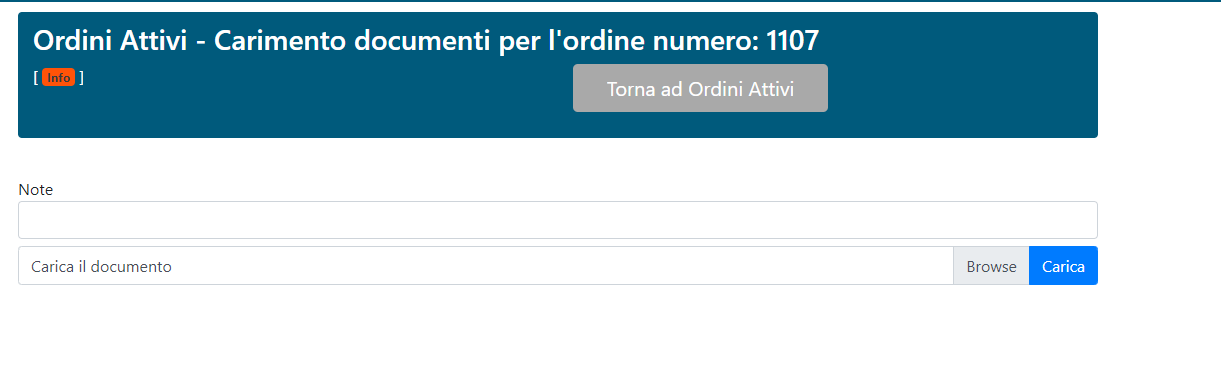 Ordini Attivi - Carimento documenti per l'ordine numero: 1107
[ Info ]
Torna ad Ordini Attivi
Note
Carica il documento
Browse
Carica